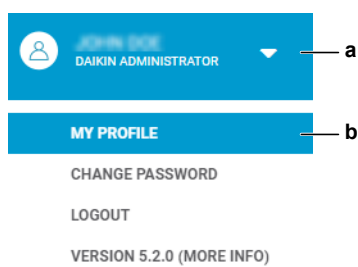 DAIKIN ADMINISTRATOR
a
MY PROFILE
b
CHANGE PASSWORD
LOGOUT
VERSION 5.2.0 (MORE INFO)